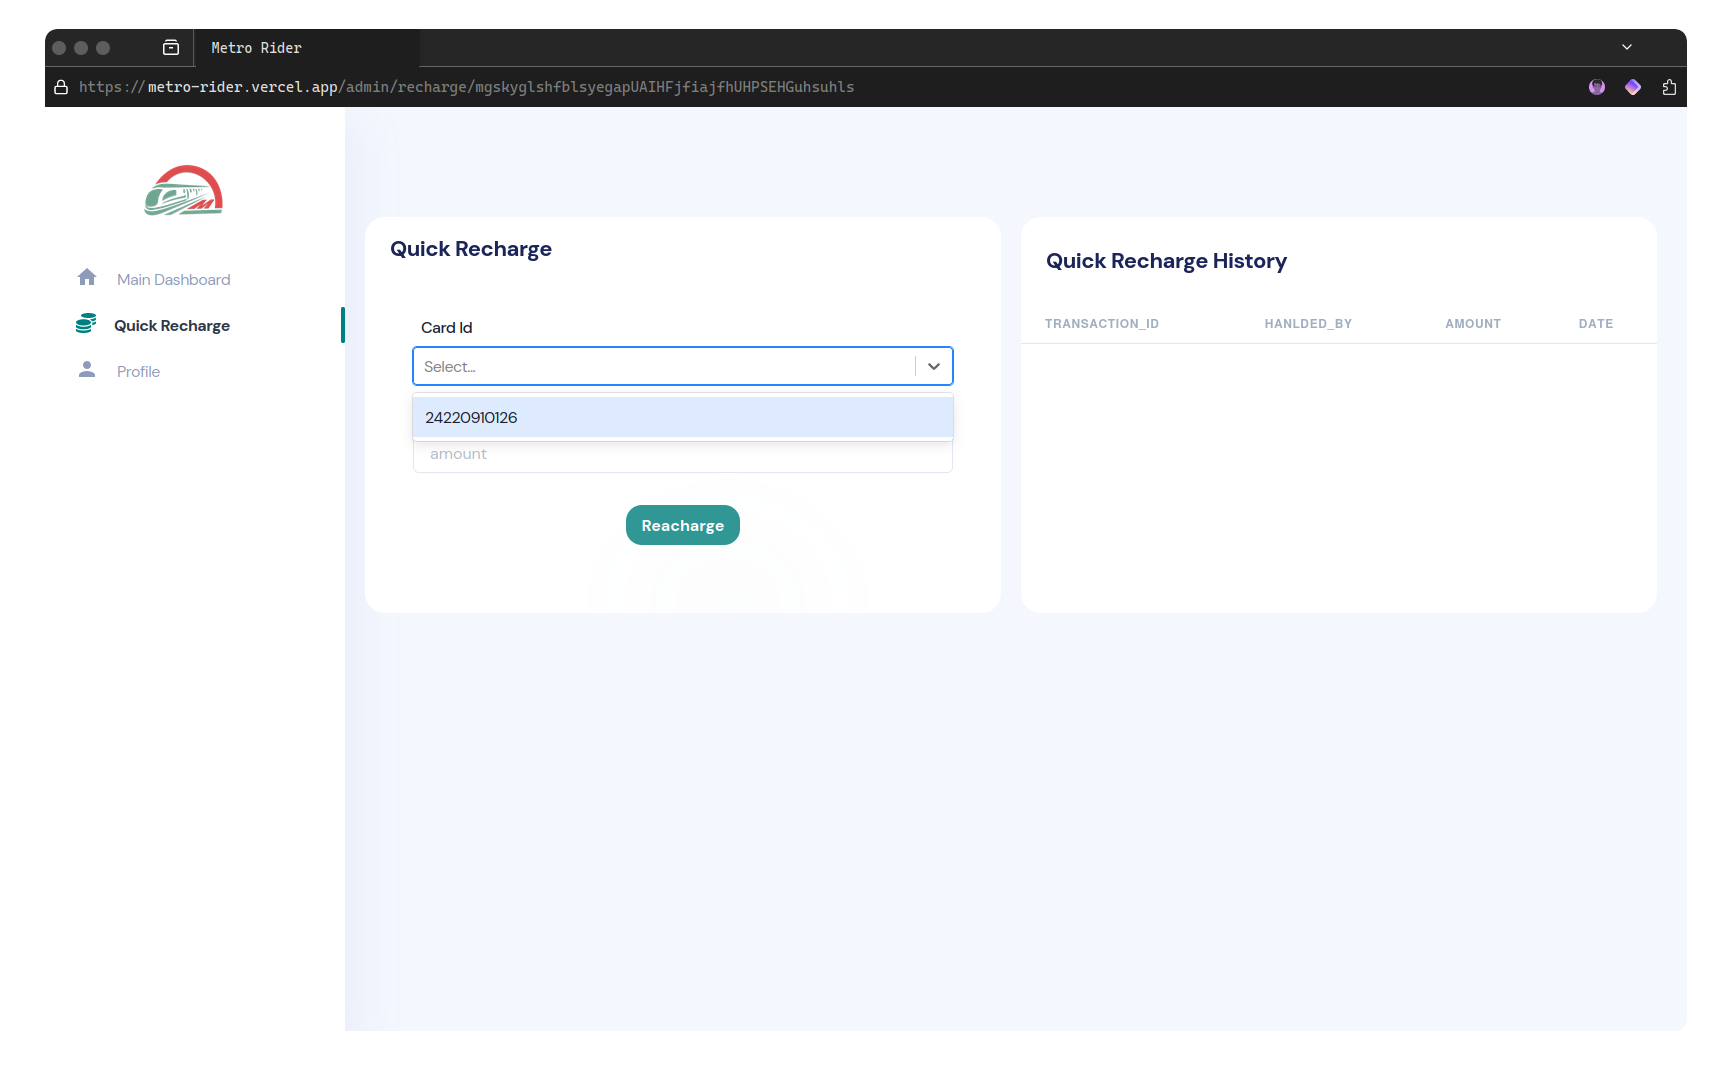 Metro Rider
https://metro-rider.vercel.app/admin/recharge/mgskyglshfblsyegapUAIHFjfiajfhUHPSEHGuhsuhls
Main Dashboard
Quick Recharge
Profile
Quick Recharge
Card Id
Select...
24220910126
amount
Reacharge
Quick Recharge History
TRANSACTION_ID HANLDED_BY AMOUNT DATE